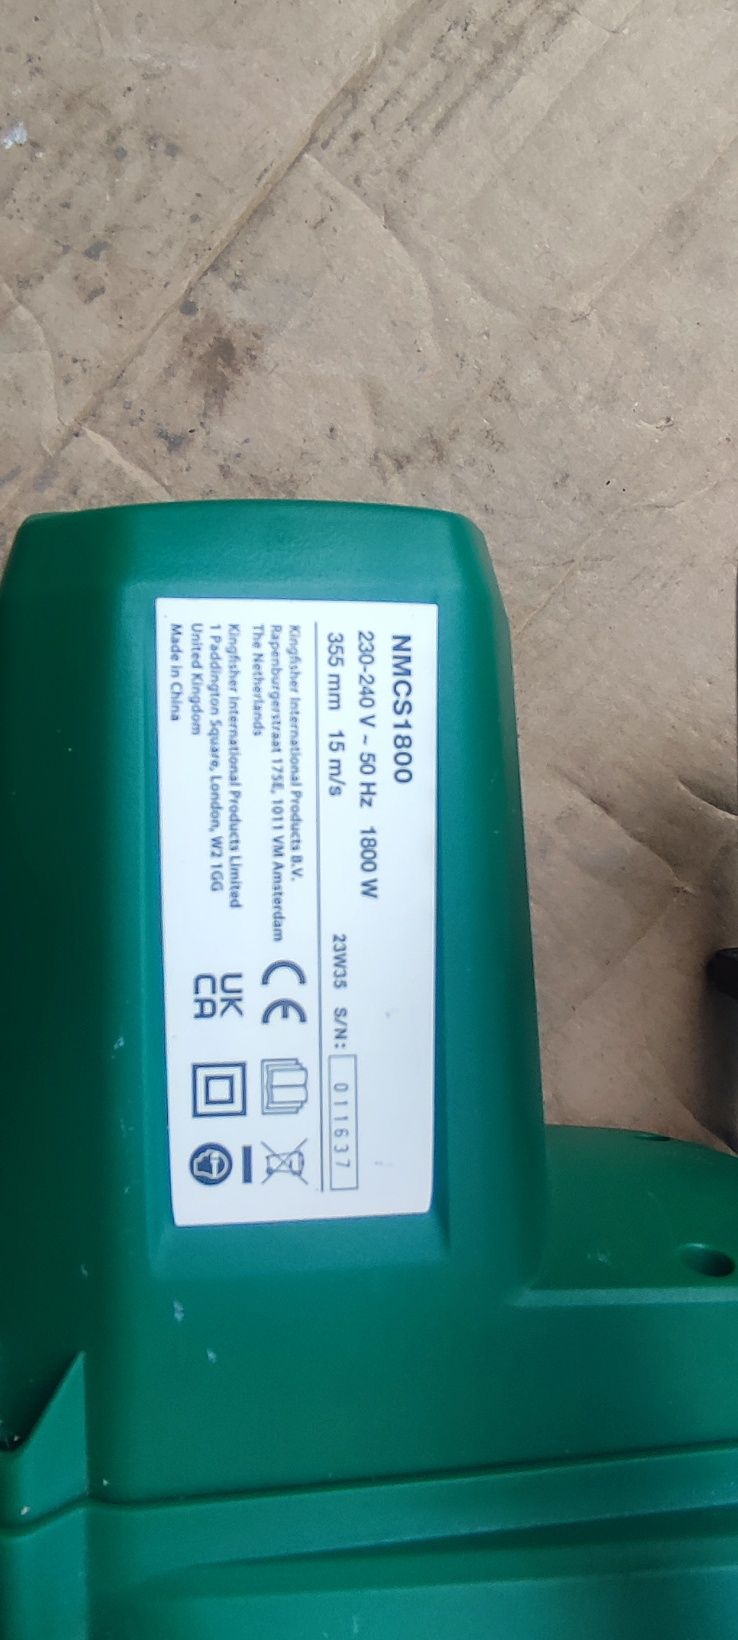 NMCS1800
230-240 V ~ 50 Hz 1800 W
355 mm 15 m/s
23W35 S/N: 011637
Kingfisher International Products B.V.
Rapenburgerstraat 175E, 1011 VM Amsterdam
The Netherlands
Kingfisher International Products Limited
1 Paddington Square, London, W2 1GG
United Kingdom
Made in China
CE
UK
CA